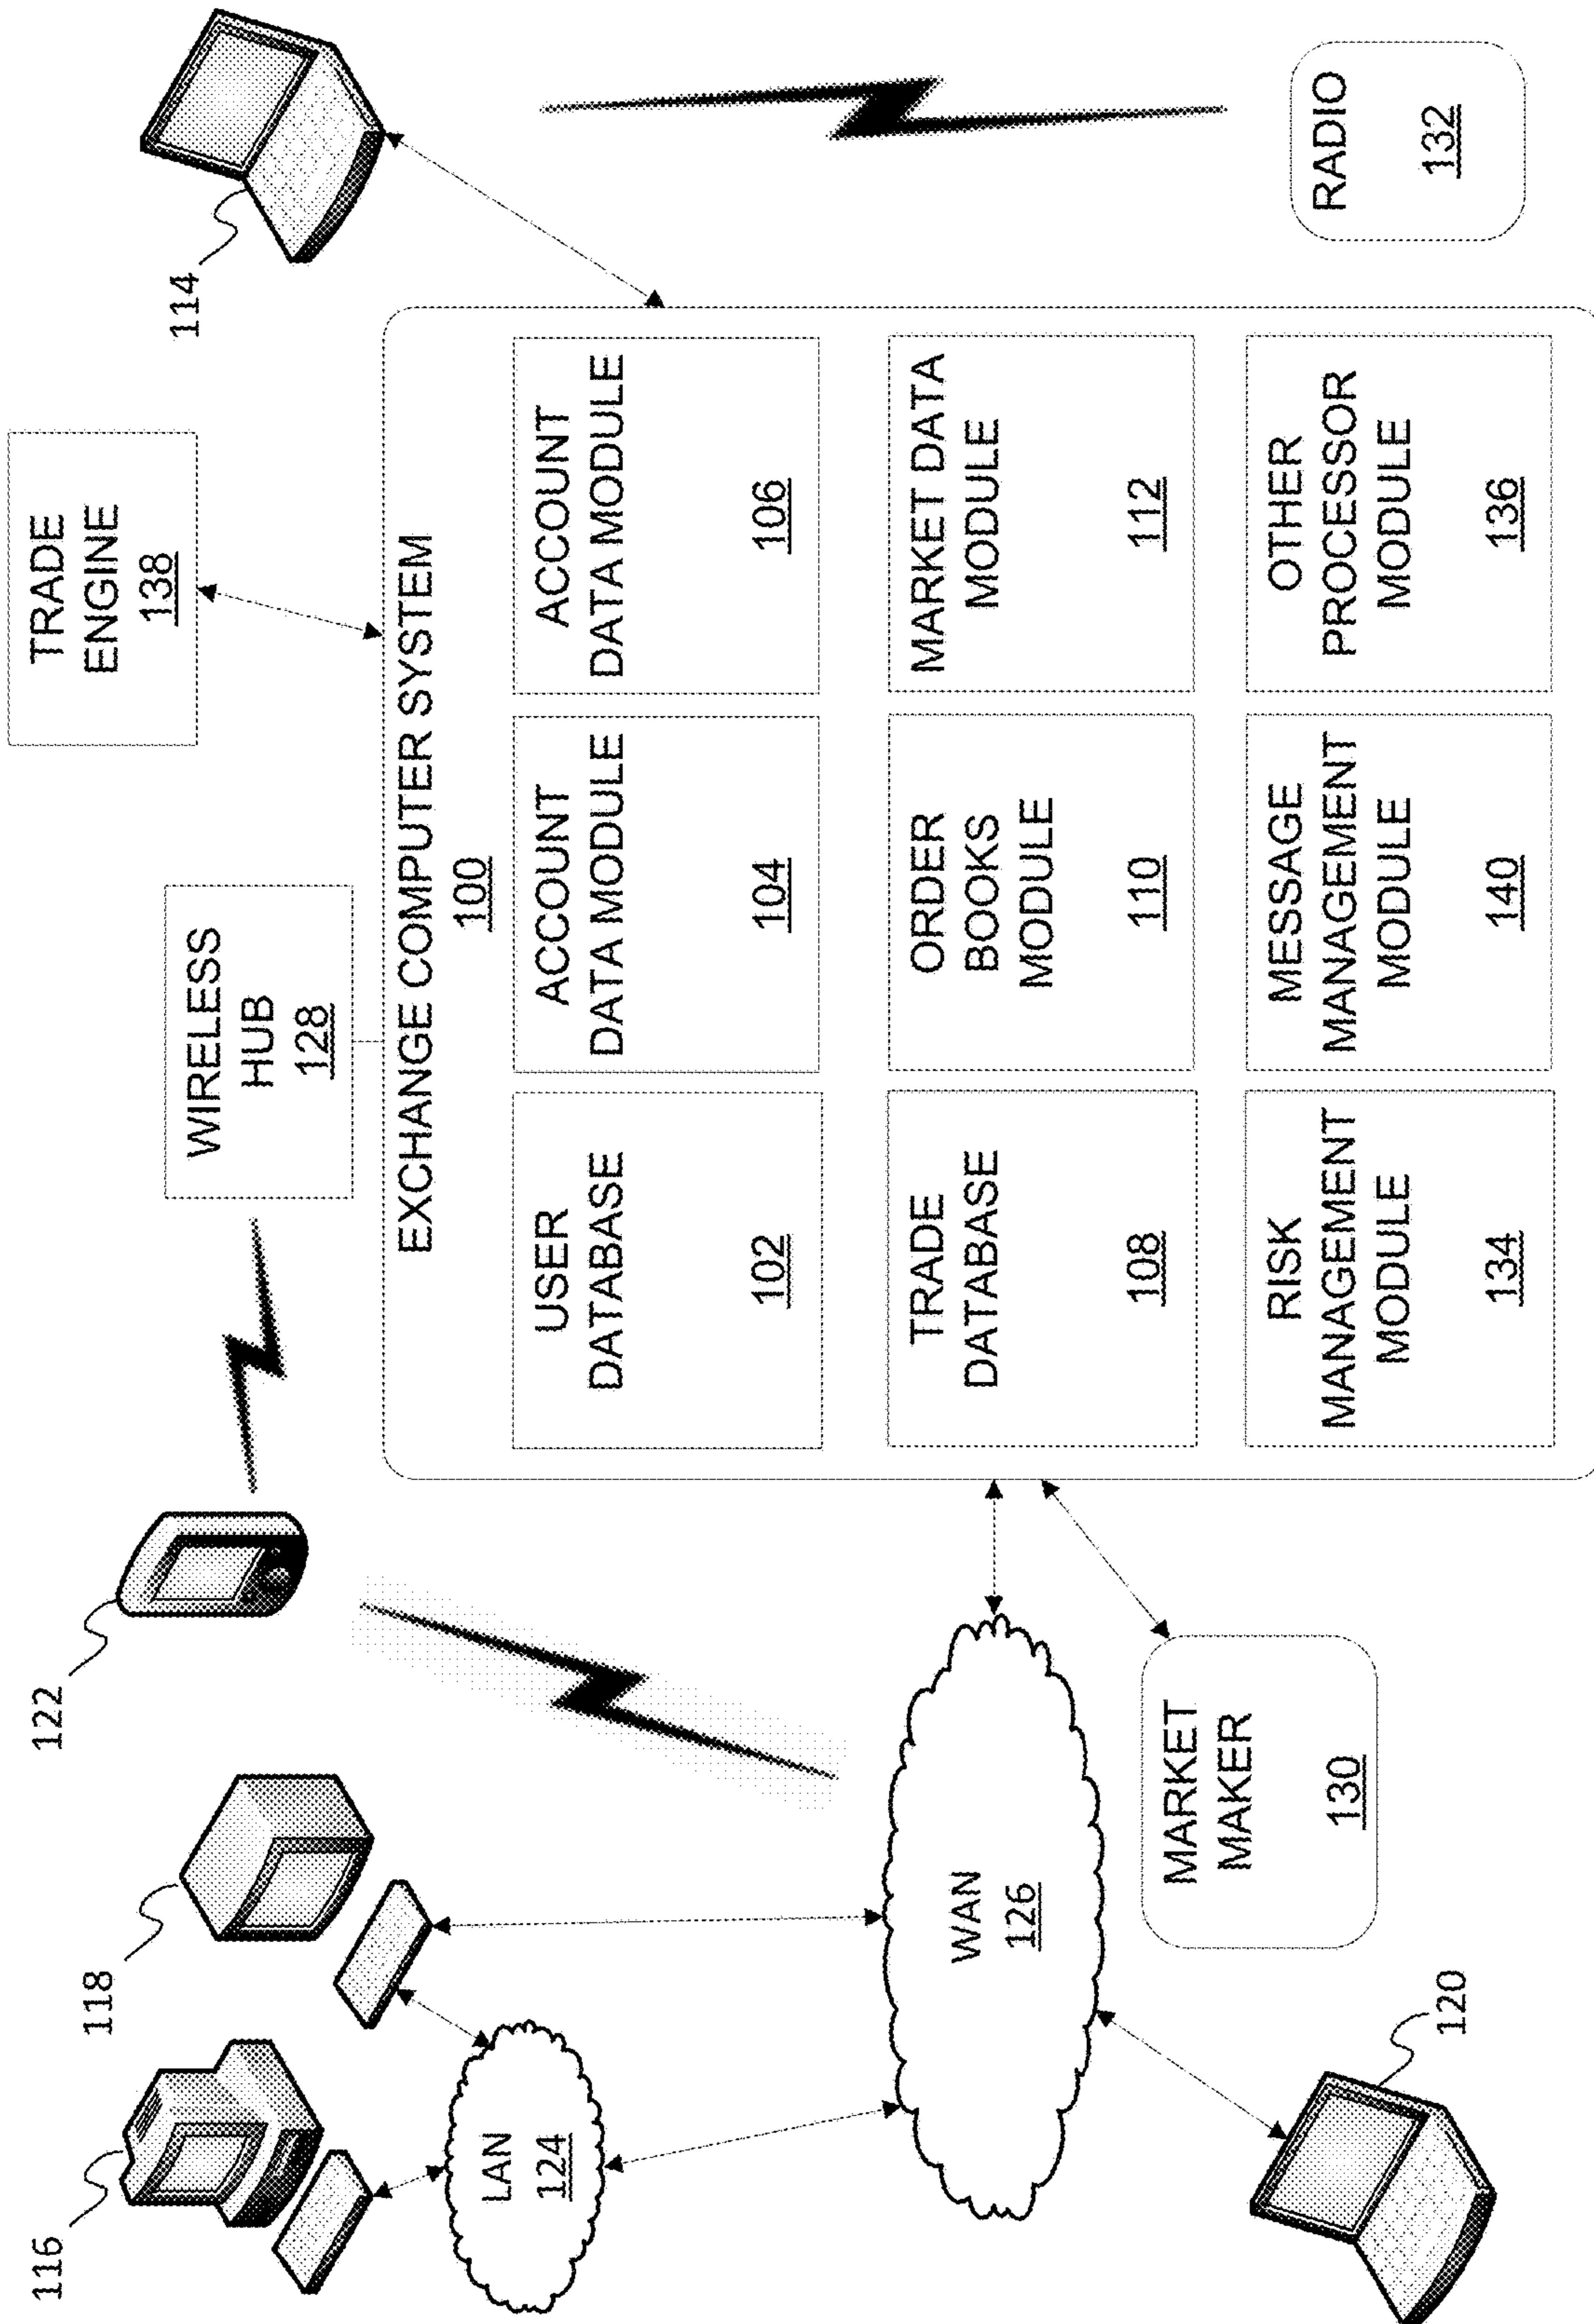 116
118
122
TRADE
ENGINE
138
114
WIRELESS
HUB
128
EXCHANGE COMPUTER SYSTEM
100
USER
DATABASE
102
ACCOUNT
DATA MODULE
104
ACCOUNT
DATA MODULE
106
LAN
124
TRADE
DATABASE
108
ORDER
BOOKS
MODULE
110
MARKET DATA
MODULE
112
WAN
126
MARKET
MAKER
130
RISK
MANAGEMENT
MODULE
134
MESSAGE
MANAGEMENT
MODULE
140
OTHER
PROCESSOR
MODULE
136
RADIO
132
120